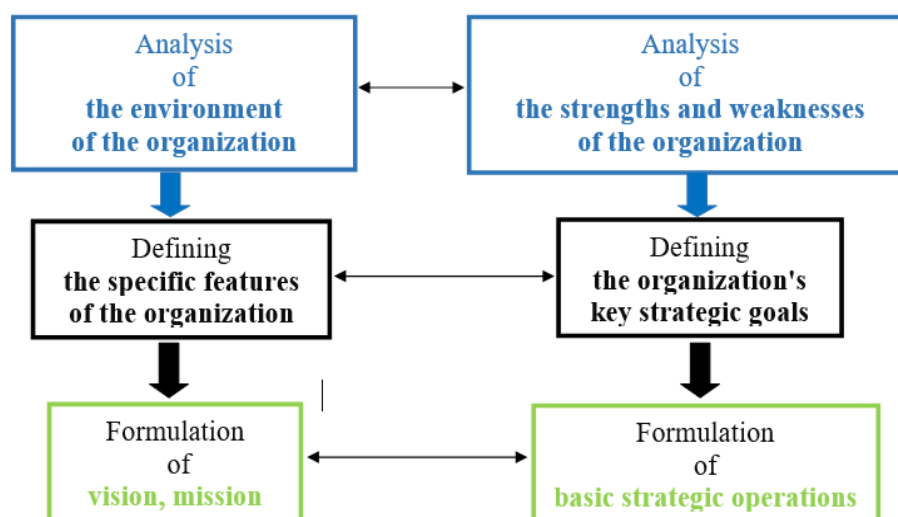 Analysis
of
the environment
of the organization
Analysis
of
the strengths and weaknesses
of the organization
Defining
the specific features
of the organization
Defining
the organization's
key strategic goals
Formulation
of
vision, mission
Formulation
of
basic strategic operations